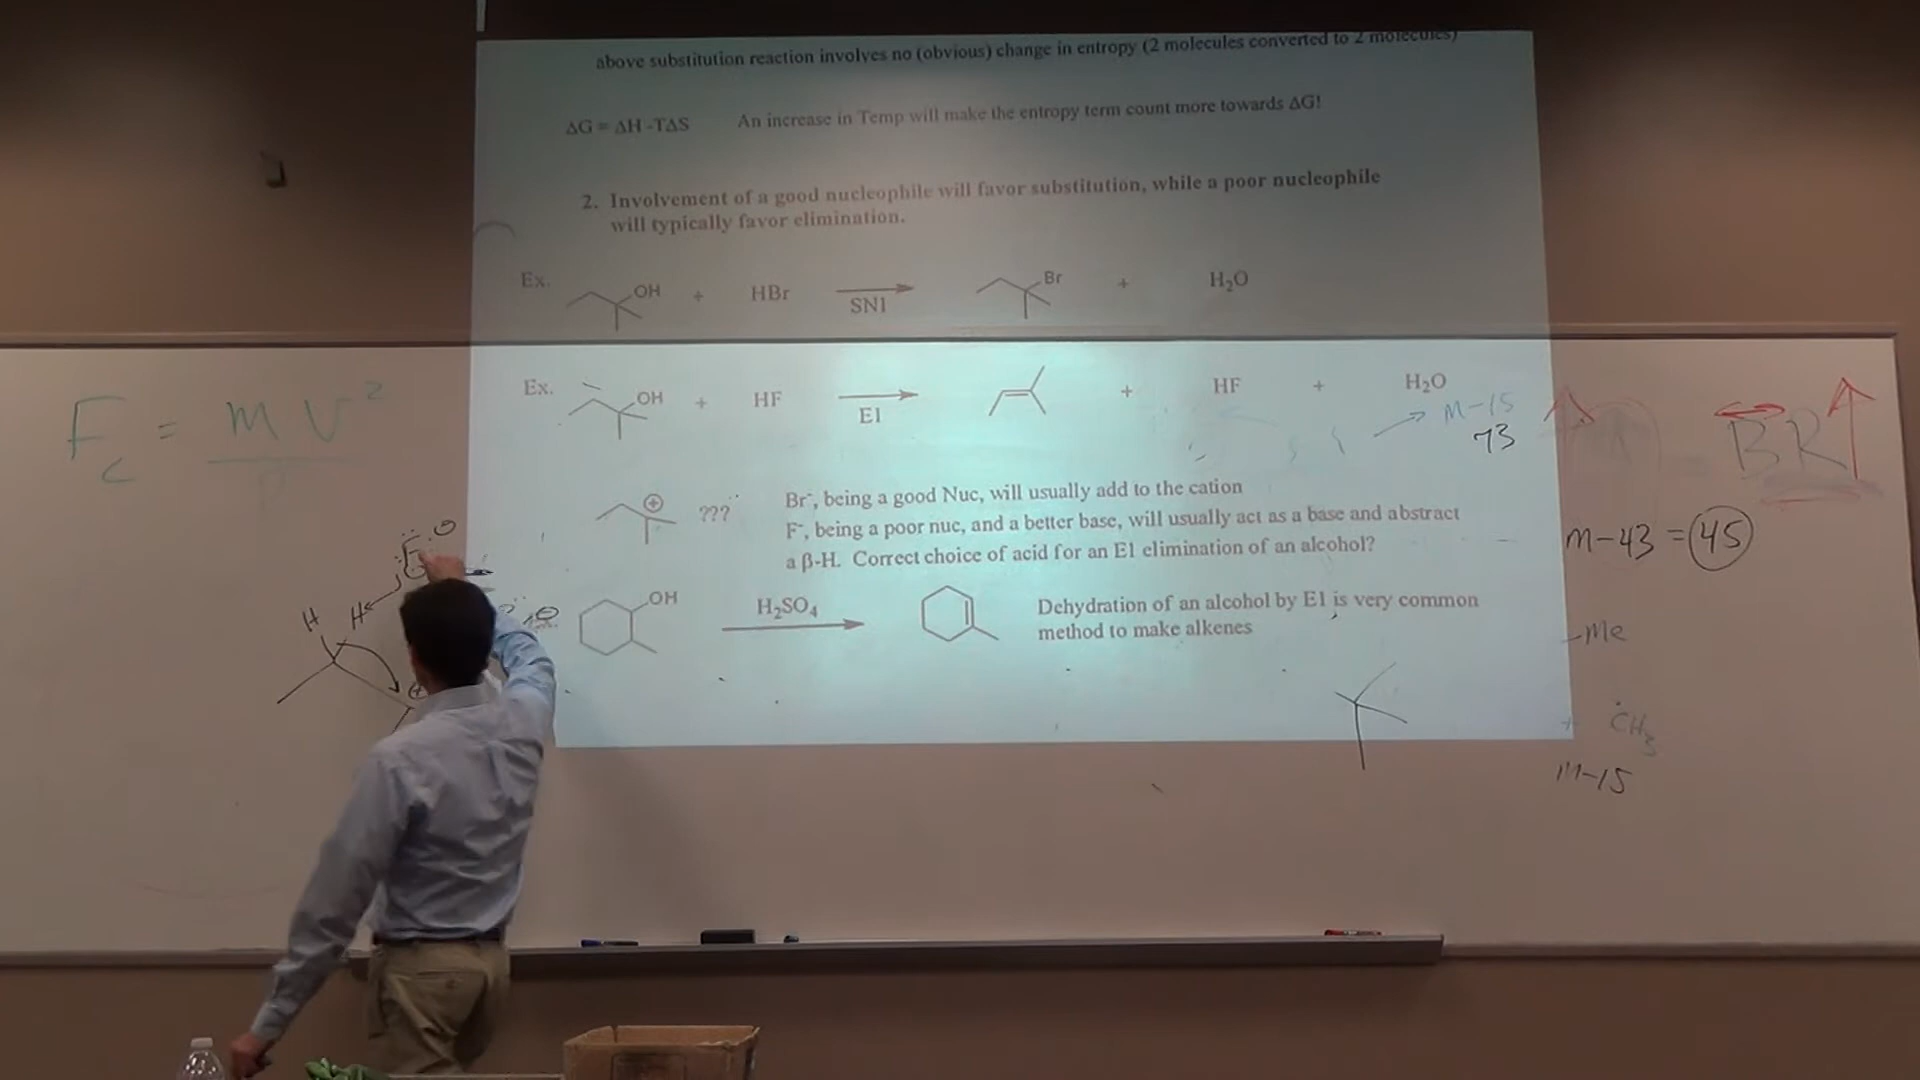 above substitution reaction involves no (obvious) change in entropy (2 molecules converted to 2 molecules)
ΔG = ΔH -TΔS An increase in Temp will make the entropy term count more towards ΔG!
2. Involvement of a good nucleophile will favor substitution, while a poor nucleophile
will typically favor elimination.
Ex. OH + HBr SN1 Br + H₂O
Ex. OH + HF E1 + HF + H₂O
⊕ ??? Br⁻, being a good Nuc, will usually add to the cation
F⁻, being a poor nuc, and a better base, will usually act as a base and abstract
a β-H. Correct choice of acid for an E1 elimination of an alcohol?
OH H₂SO₄ Dehydration of an alcohol by E1 is very common
method to make alkenes
F꜀ = mv²
H H ⊕
M-15
73
BR
m-43 = 45
-Me
+ ĊH₃
M-15